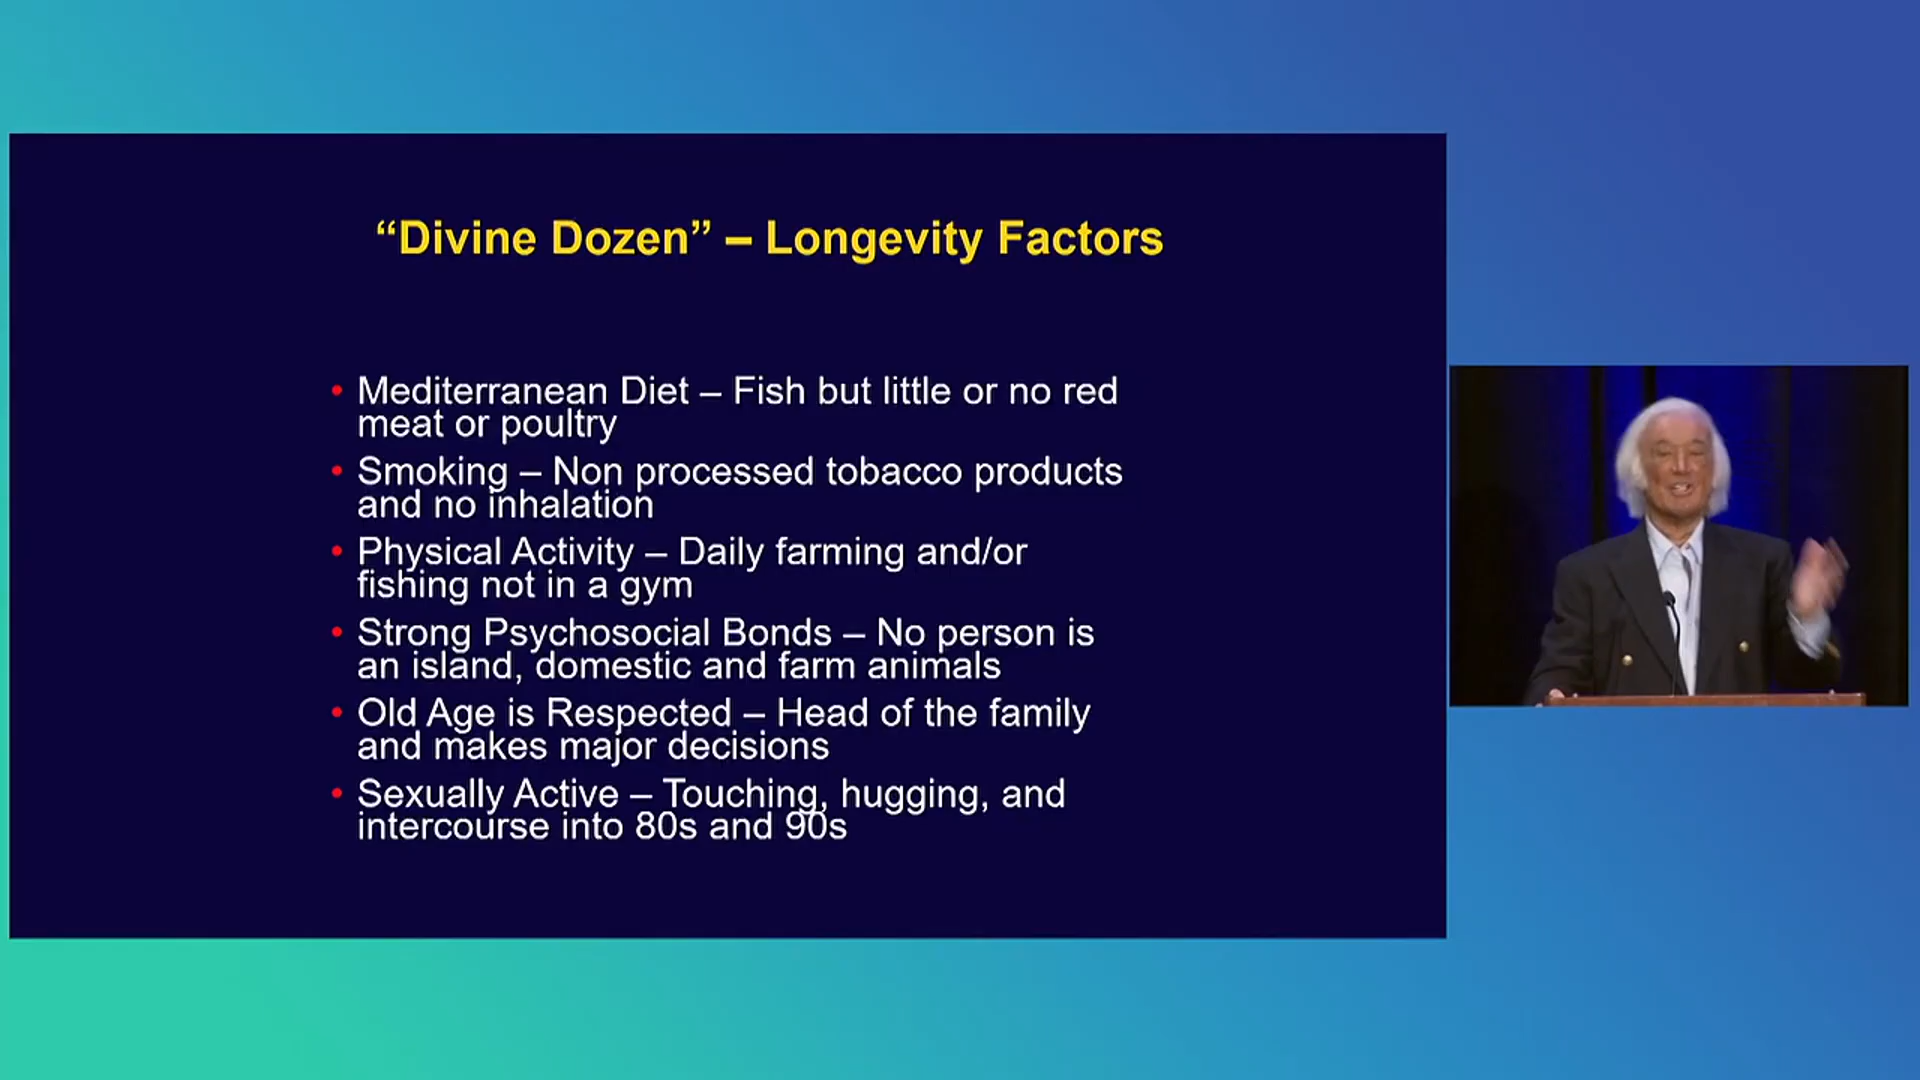 “Divine Dozen” – Longevity Factors
• Mediterranean Diet – Fish but little or no red
meat or poultry
• Smoking – Non processed tobacco products
and no inhalation
• Physical Activity – Daily farming and/or
fishing not in a gym
• Strong Psychosocial Bonds – No person is
an island, domestic and farm animals
• Old Age is Respected – Head of the family
and makes major decisions
• Sexually Active – Touching, hugging, and
intercourse into 80s and 90s